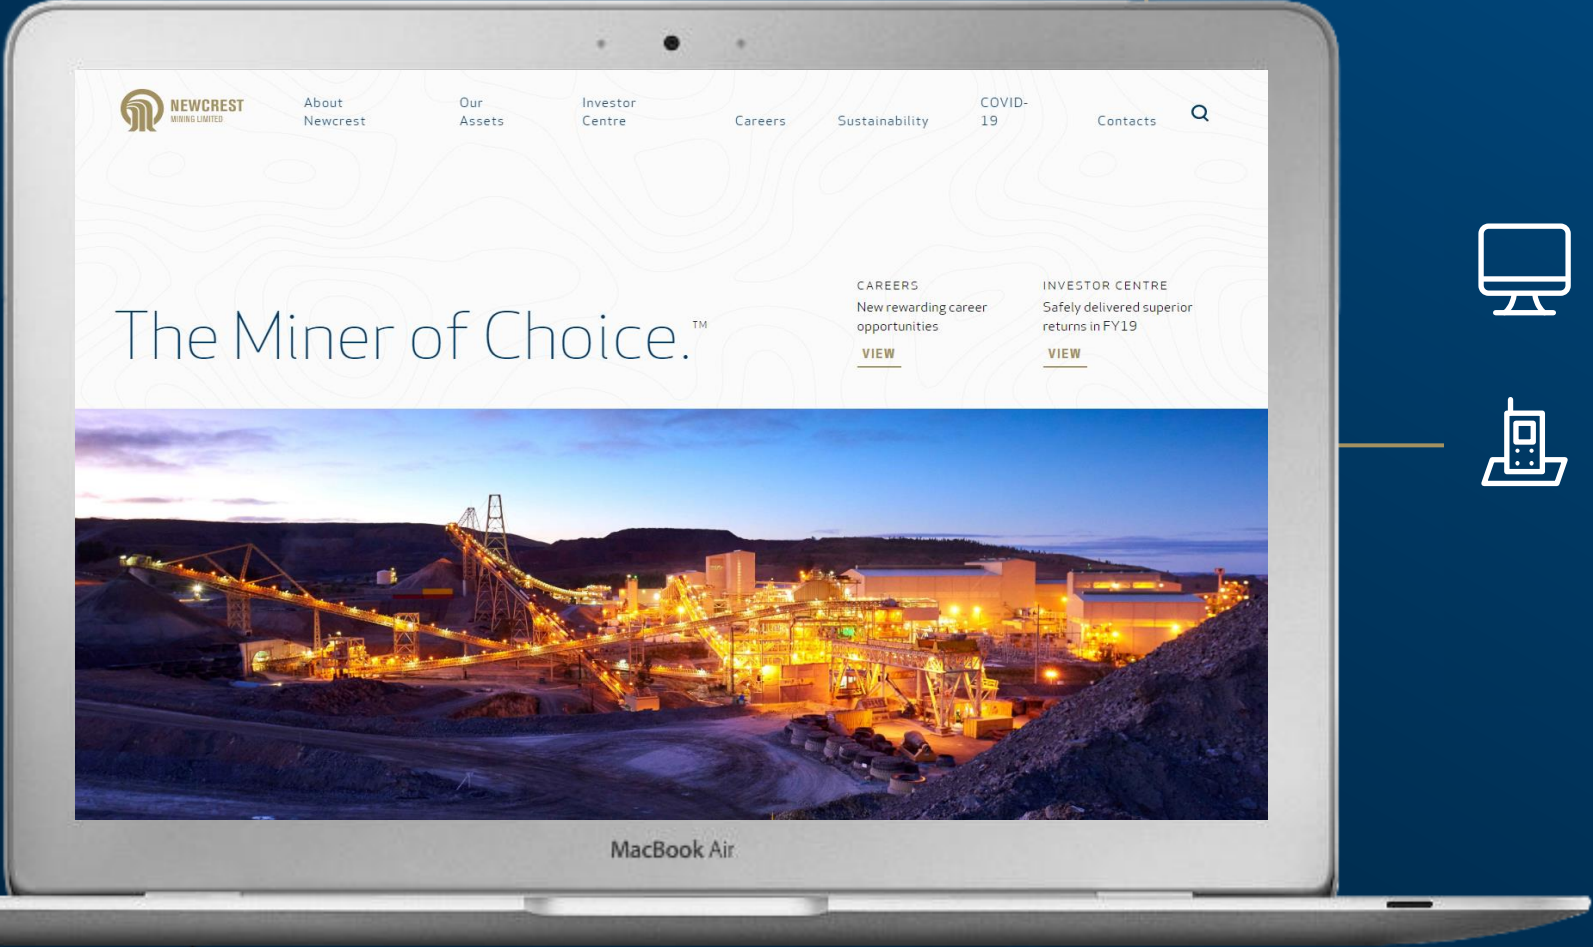 NEWCREST
MINING LIMITED
About
Newcrest
Our
Assets
Investor
Centre
Careers
Sustainability
COVID-
19
Contacts
The Miner of Choice.™
CAREERS
New rewarding career
opportunities
VIEW
INVESTOR CENTRE
Safely delivered superior
returns in FY19
VIEW
MacBook Air